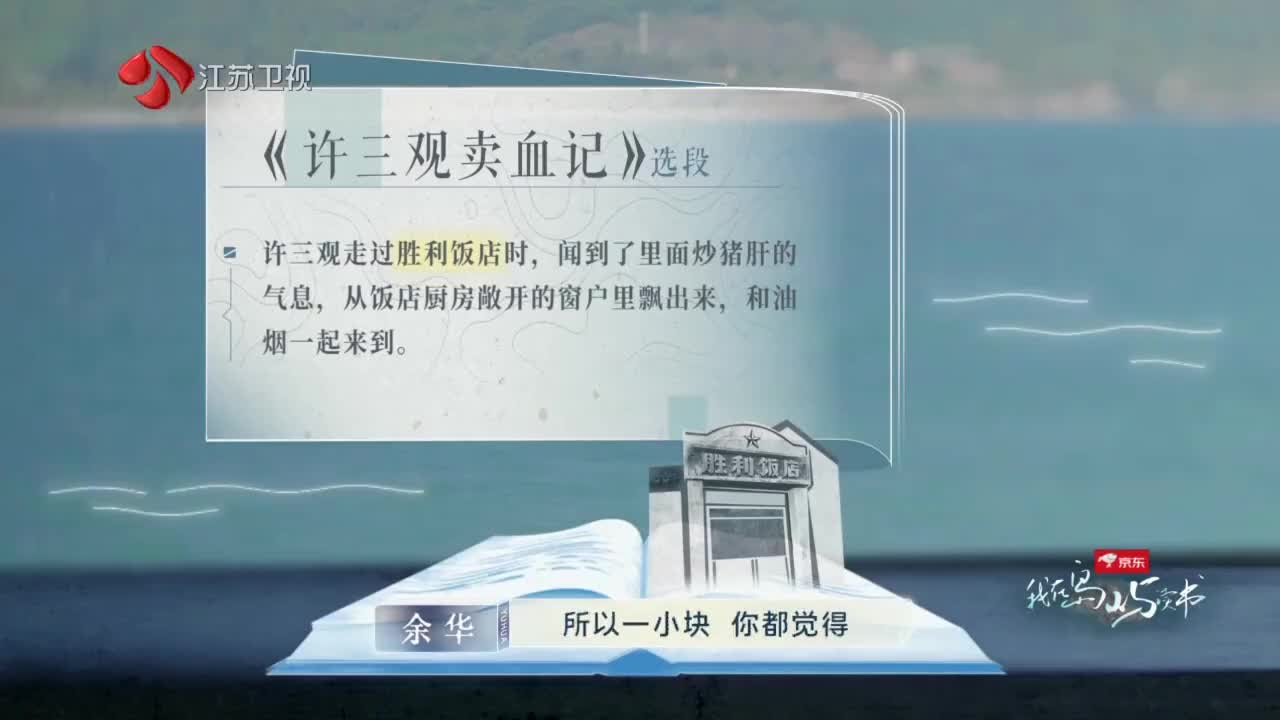 江苏卫视
《许三观卖血记》选段
许三观走过胜利饭店时，闻到了里面炒猪肝的
气息，从饭店厨房敞开的窗户里飘出来，和油
烟一起来到。
胜利饭店
京东
我在岛屿读书
余华
YUHUA
所以一小块 你都觉得